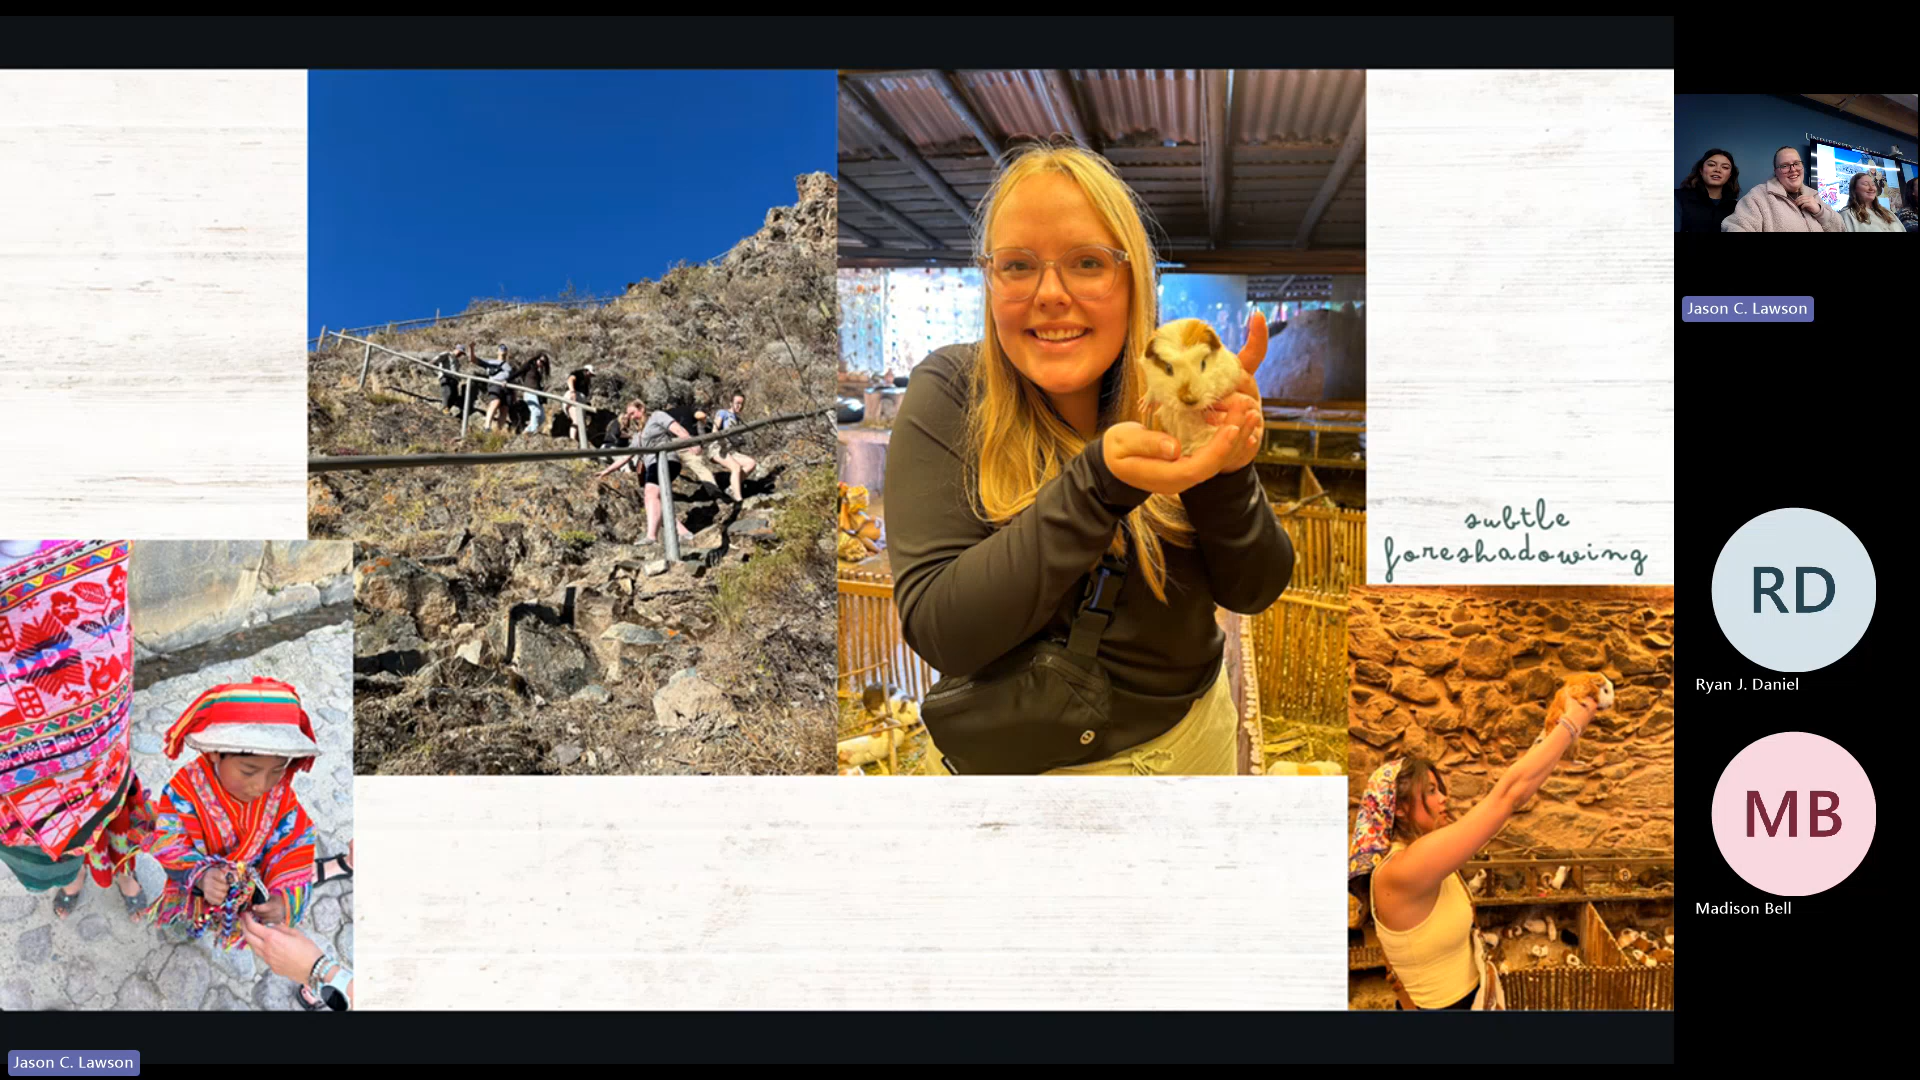 subtle
foreshadowing
Jason C. Lawson
RD
Ryan J. Daniel
MB
Madison Bell
Jason C. Lawson